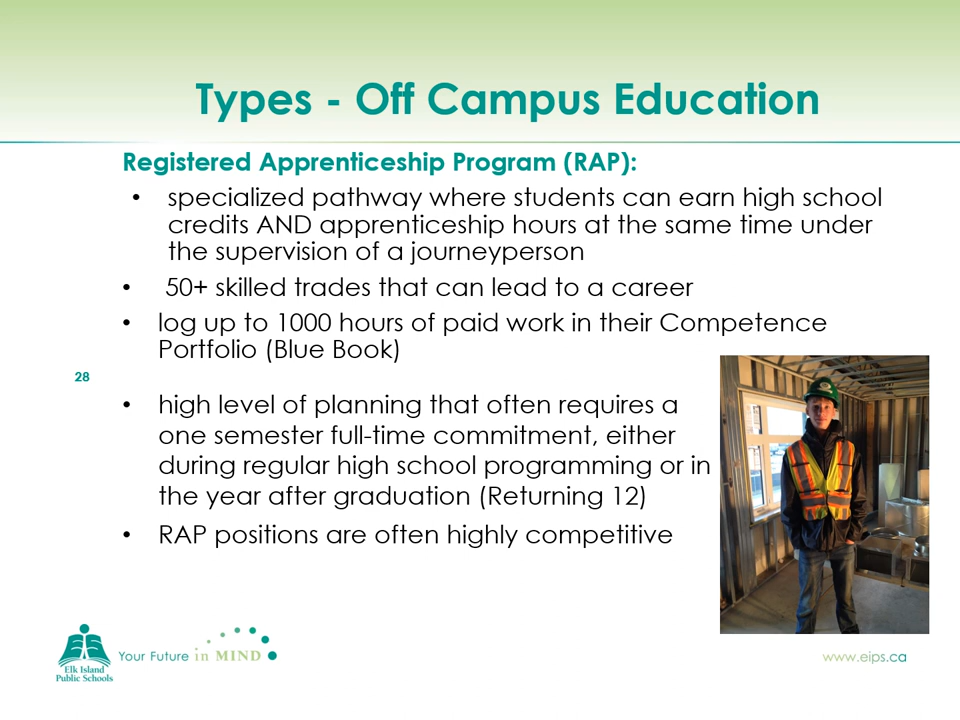 Types - Off Campus Education
Registered Apprenticeship Program (RAP):
• specialized pathway where students can earn high school
credits AND apprenticeship hours at the same time under
the supervision of a journeyperson
• 50+ skilled trades that can lead to a career
• log up to 1000 hours of paid work in their Competence
Portfolio (Blue Book)
28
• high level of planning that often requires a
one semester full-time commitment, either
during regular high school programming or in
the year after graduation (Returning 12)
• RAP positions are often highly competitive
Elk Island
Public Schools
Your Future in MIND
www.eips.ca